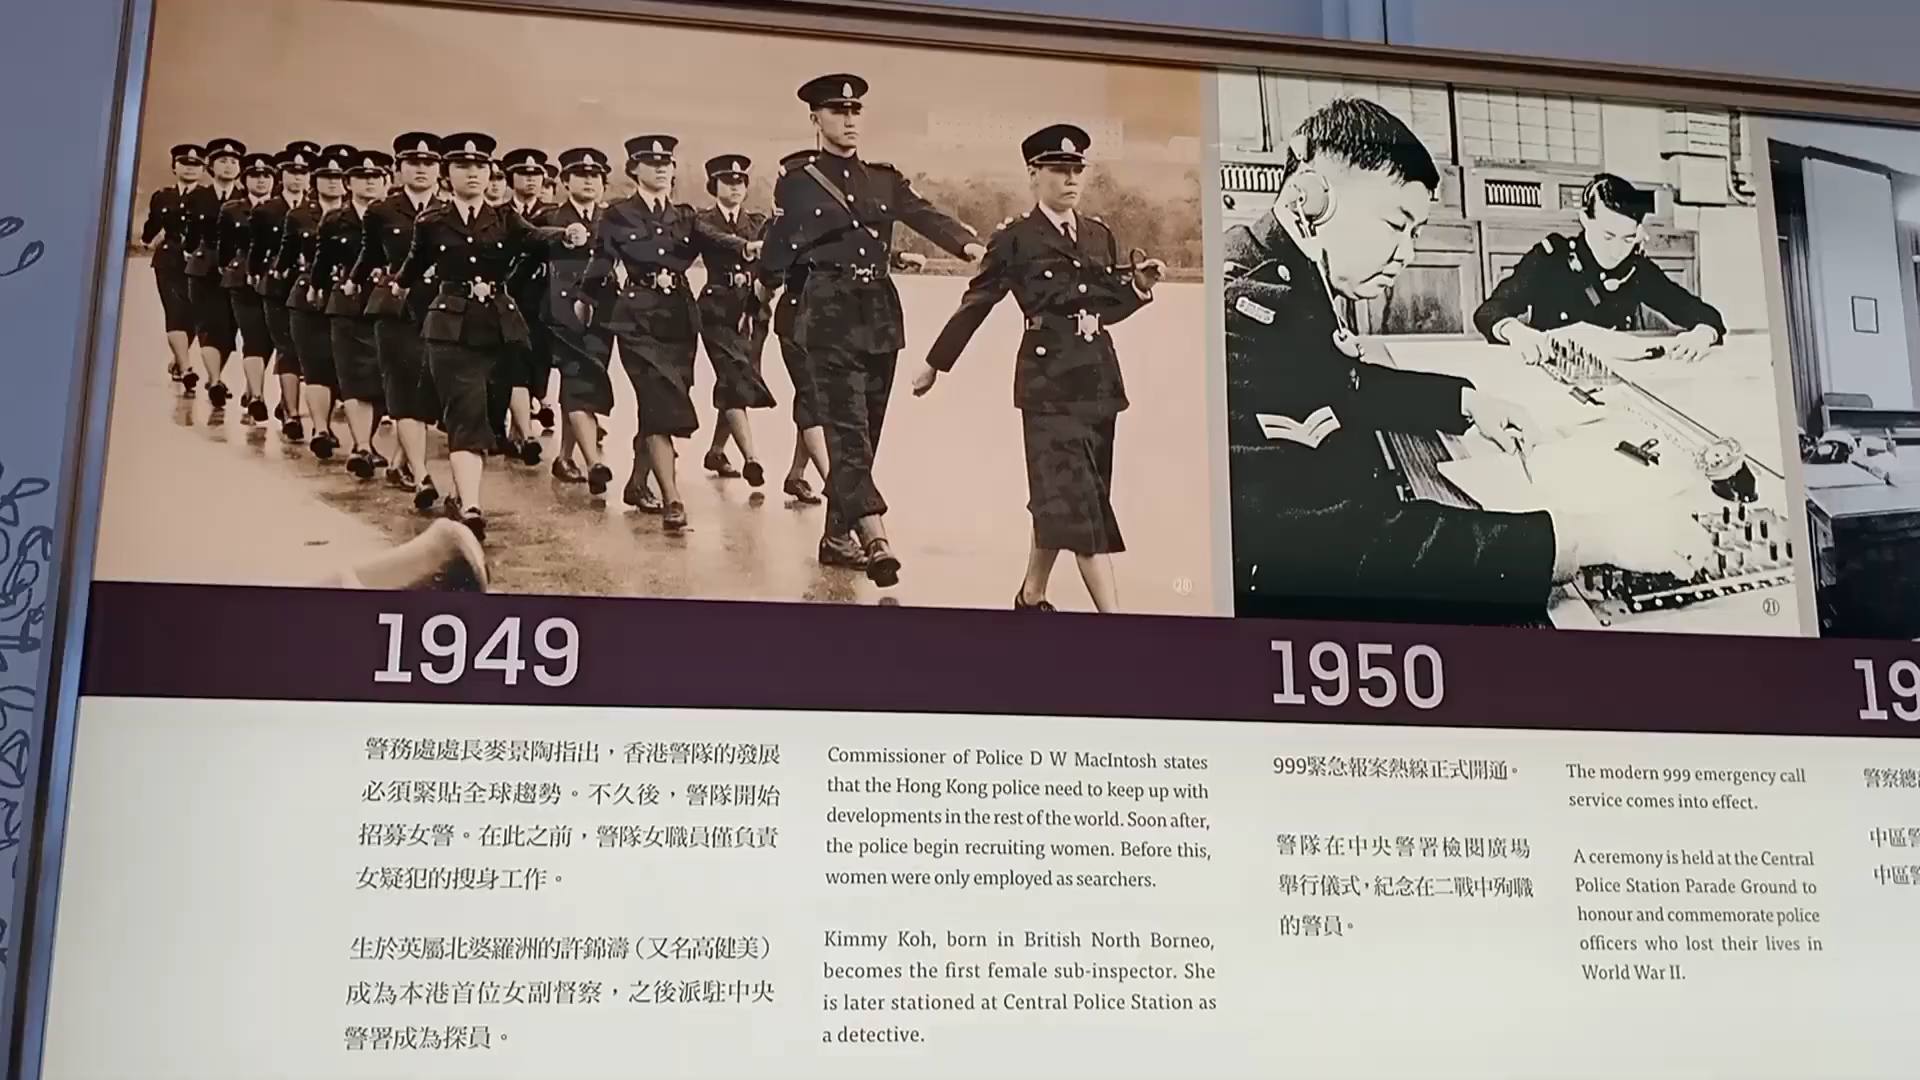 ⑳
㉑
1949
1950
19
警務處處長麥景陶指出，香港警隊的發展
必須緊貼全球趨勢。不久後，警隊開始
招募女警。在此之前，警隊女職員僅負責
女疑犯的搜身工作。
生於英屬北婆羅洲的許錦濤（又名高健美）
成為本港首位女副督察，之後派駐中央
警署成為探員。
Commissioner of Police D W MacIntosh states
that the Hong Kong police need to keep up with
developments in the rest of the world. Soon after,
the police begin recruiting women. Before this,
women were only employed as searchers.
Kimmy Koh, born in British North Borneo,
becomes the first female sub-inspector. She
is later stationed at Central Police Station as
a detective.
999緊急報案熱線正式開通。
警隊在中央警署檢閱廣場
舉行儀式，紀念在二戰中殉職
的警員。
The modern 999 emergency call
service comes into effect.
A ceremony is held at the Central
Police Station Parade Ground to
honour and commemorate police
officers who lost their lives in
World War II.
警察總
中區警
中區警